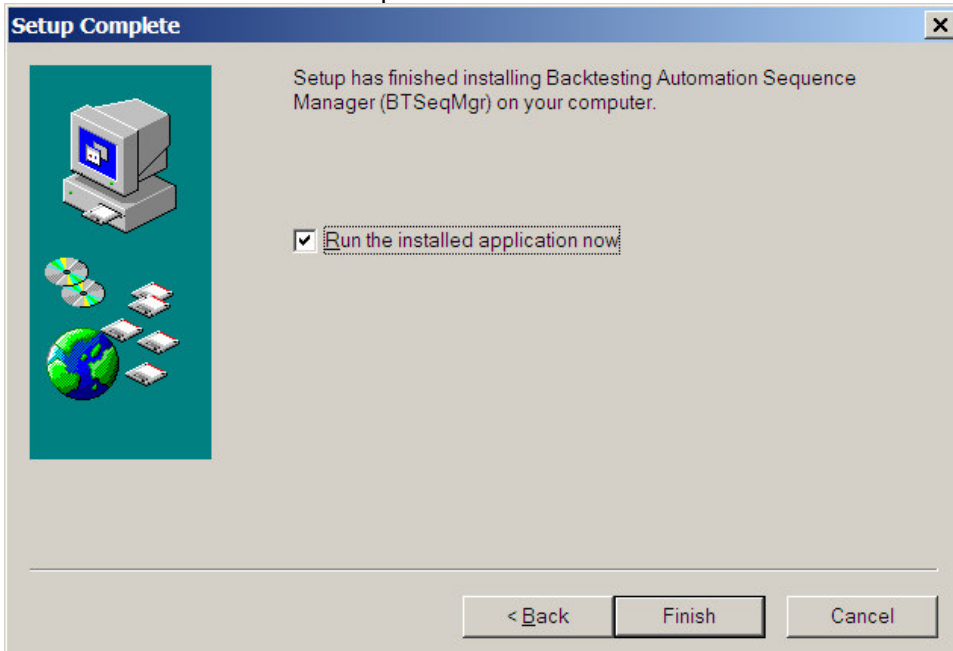 Setup Complete
Setup has finished installing Backtesting Automation Sequence
Manager (BTSeqMgr) on your computer.
Run the installed application now
< Back
Finish
Cancel